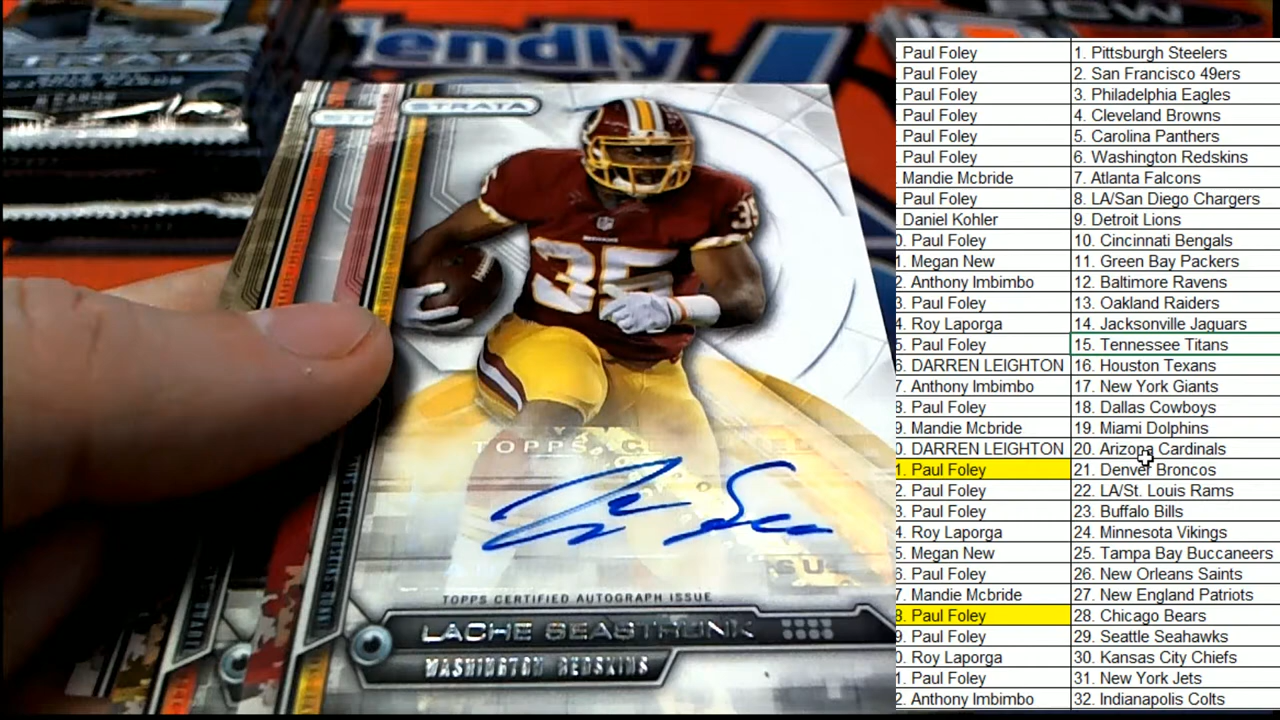 endly
BCW
STRATA
35
35
TOPPS
TOPPS CERTIFIED AUTOGRAPH ISSUE
LACHE SEASTRUNK
WASHINGTON REDSKINS
Paul Foley 1. Pittsburgh Steelers
Paul Foley 2. San Francisco 49ers
Paul Foley 3. Philadelphia Eagles
Paul Foley 4. Cleveland Browns
Paul Foley 5. Carolina Panthers
Paul Foley 6. Washington Redskins
Mandie Mcbride 7. Atlanta Falcons
Paul Foley 8. LA/San Diego Chargers
Daniel Kohler 9. Detroit Lions
0. Paul Foley 10. Cincinnati Bengals
1. Megan New 11. Green Bay Packers
2. Anthony Imbimbo 12. Baltimore Ravens
3. Paul Foley 13. Oakland Raiders
4. Roy Laporga 14. Jacksonville Jaguars
5. Paul Foley 15. Tennessee Titans
6. DARREN LEIGHTON 16. Houston Texans
7. Anthony Imbimbo 17. New York Giants
8. Paul Foley 18. Dallas Cowboys
9. Mandie Mcbride 19. Miami Dolphins
0. DARREN LEIGHTON 20. Arizona Cardinals
1. Paul Foley 21. Denver Broncos
2. Paul Foley 22. LA/St. Louis Rams
3. Paul Foley 23. Buffalo Bills
4. Roy Laporga 24. Minnesota Vikings
5. Megan New 25. Tampa Bay Buccaneers
6. Paul Foley 26. New Orleans Saints
7. Mandie Mcbride 27. New England Patriots
8. Paul Foley 28. Chicago Bears
9. Paul Foley 29. Seattle Seahawks
0. Roy Laporga 30. Kansas City Chiefs
1. Paul Foley 31. New York Jets
2. Anthony Imbimbo 32. Indianapolis Colts